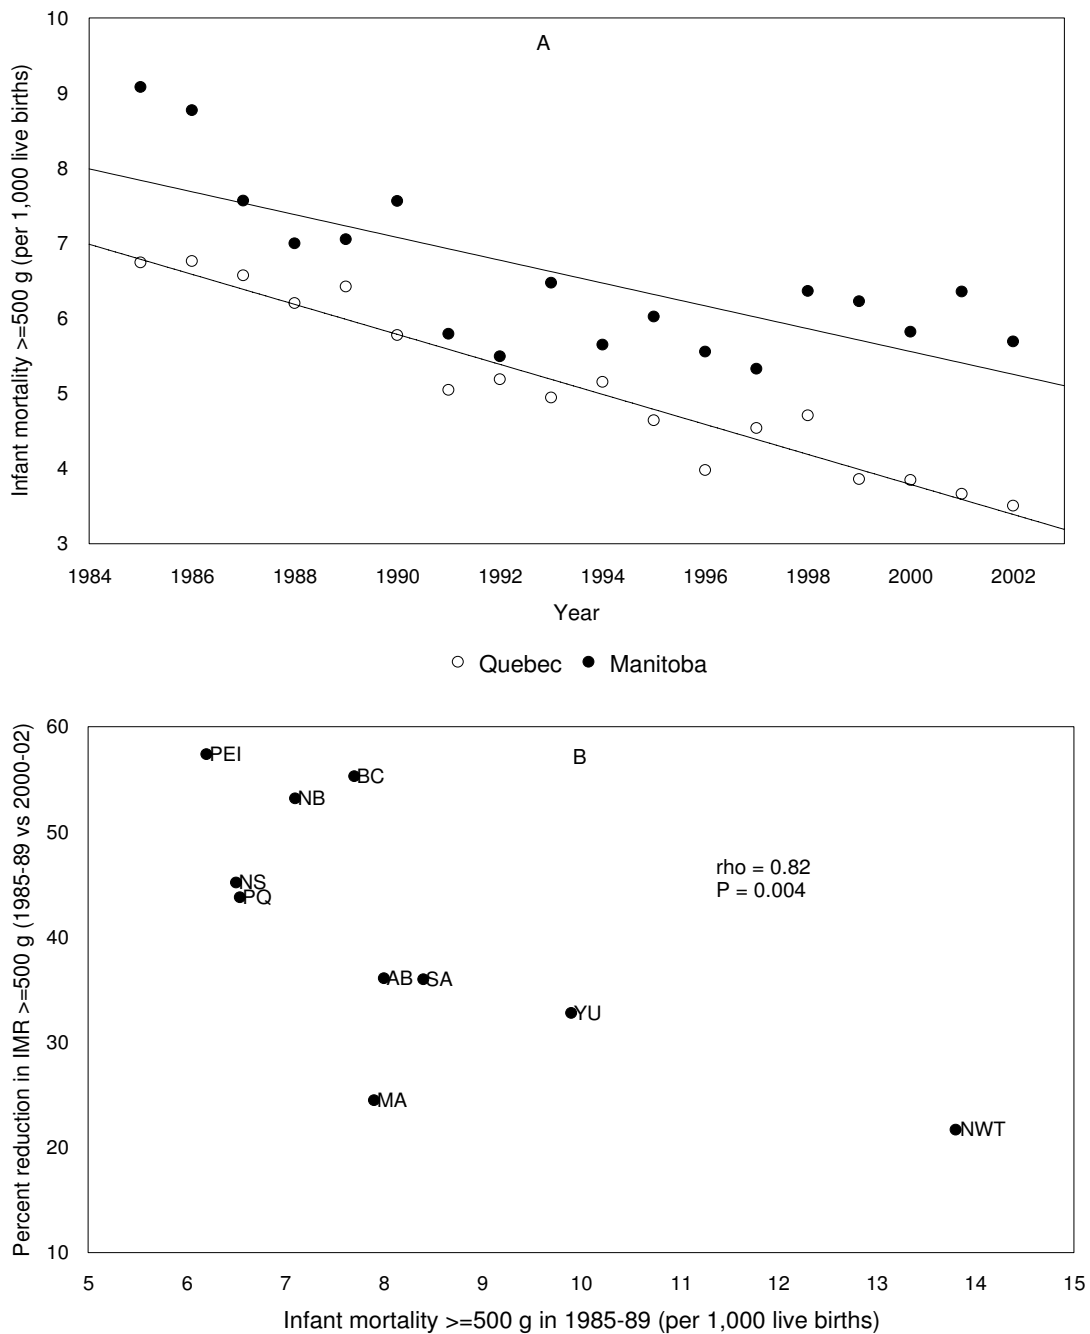 A
Infant mortality >=500 g (per 1,000 live births)
10
9
8
7
6
5
4
3
1984 1986 1988 1990 1992 1994 1996 1998 2000 2002
Year
Quebec Manitoba
B
Percent reduction in IMR >=500 g (1985-89 vs 2000-02)
60
50
40
30
20
10
PEI
BC
NB
NS
PQ
rho = 0.82
P = 0.004
AB SA
YU
MA
NWT
5 6 7 8 9 10 11 12 13 14 15
Infant mortality >=500 g in 1985-89 (per 1,000 live births)